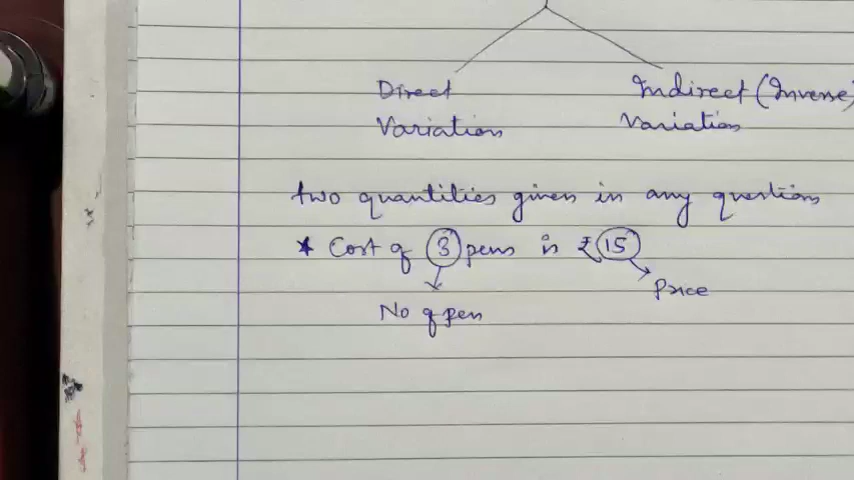 Direct Indirect (Inverse)
Variation Variation
two quantities given in any question
* Cost of 3 pens is ₹15
Price
No of pen